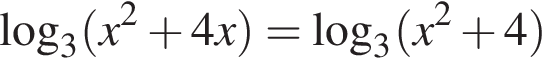 log₃(x² + 4x) = log₃(x² + 4)